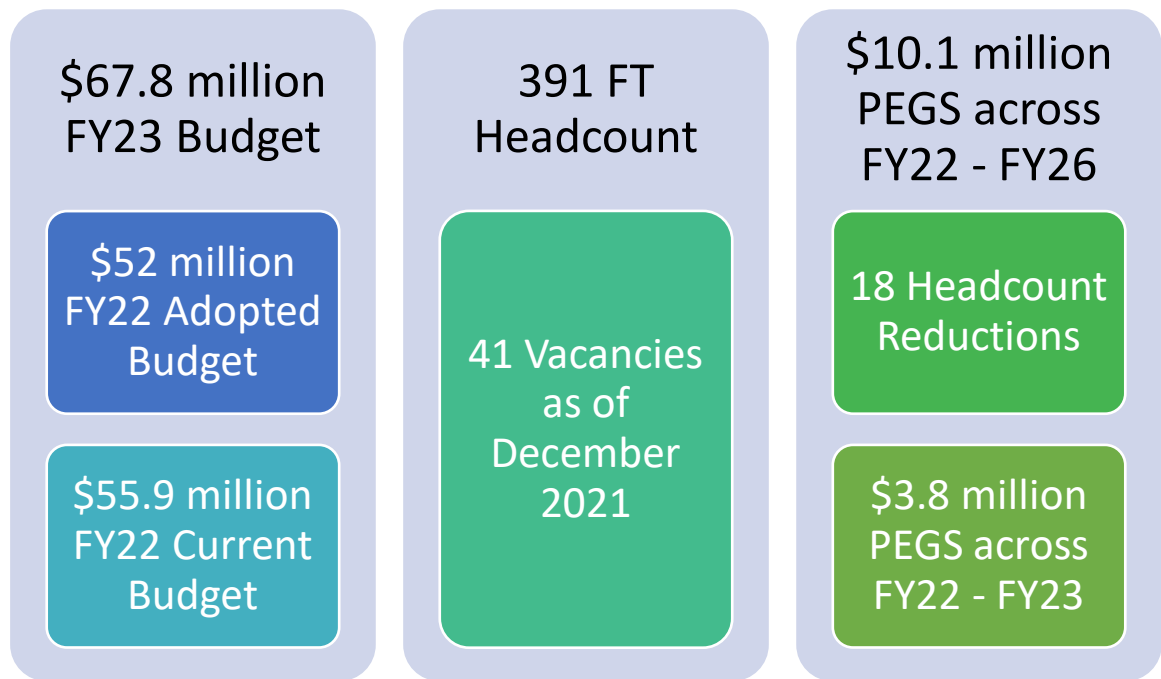 $67.8 million
FY23 Budget
$52 million
FY22 Adopted
Budget
$55.9 million
FY22 Current
Budget
391 FT
Headcount
41 Vacancies
as of
December
2021
$10.1 million
PEGS across
FY22 - FY26
18 Headcount
Reductions
$3.8 million
PEGS across
FY22 - FY23